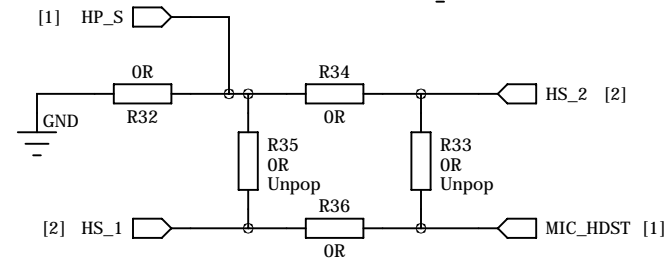 [1] HP_S
0R
R34
GND
R32
0R
HS_2 [2]
R35
0R
Unpop
R33
0R
Unpop
R36
[2] HS_1
0R
MIC_HDST [1]